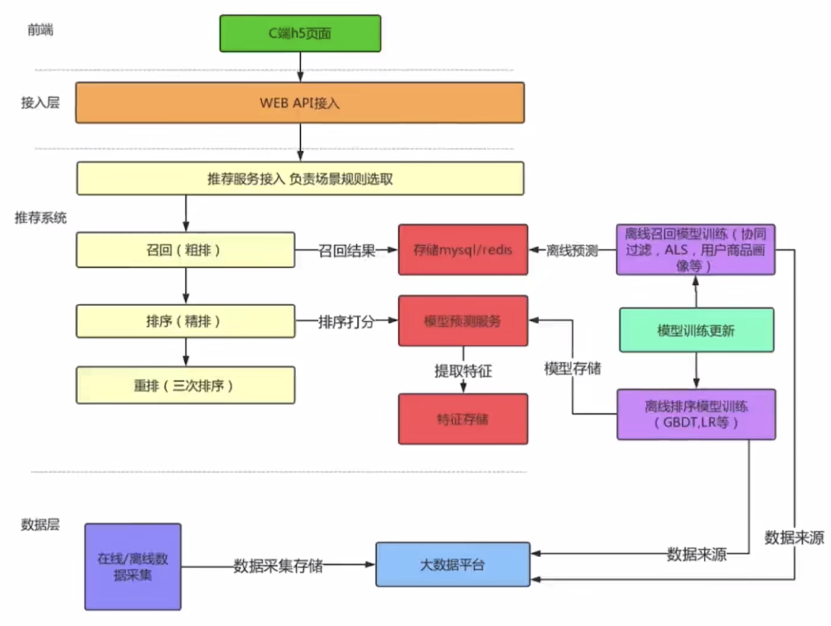 前端
C端h5页面
接入层
WEB API接入
推荐服务接入 负责场景规则选取
推荐系统
召回（粗排）
召回结果
存储mysql/redis
离线预测
离线召回模型训练（协同
过滤，ALS，用户商品画
像等）
排序（精排）
排序打分
模型预测服务
模型训练更新
提取特征
模型存储
重排（三次排序）
特征存储
离线排序模型训练
（GBDT,LR等）
数据层
在线/离线数
据采集
数据采集存储
大数据平台
数据来源
数据来源